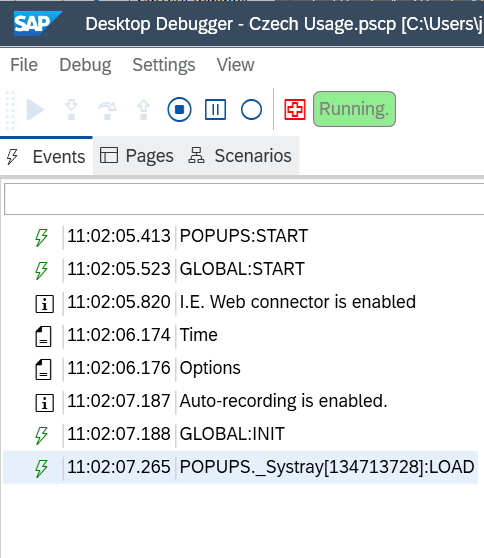 SAP Desktop Debugger - Czech Usage.pscp [C:\Users\j
File Debug Settings View
Running.
Events Pages Scenarios
11:02:05.413 POPUPS:START
11:02:05.523 GLOBAL:START
11:02:05.820 I.E. Web connector is enabled
11:02:06.174 Time
11:02:06.176 Options
11:02:07.187 Auto-recording is enabled.
11:02:07.188 GLOBAL:INIT
11:02:07.265 POPUPS._Systray[134713728]:LOAD